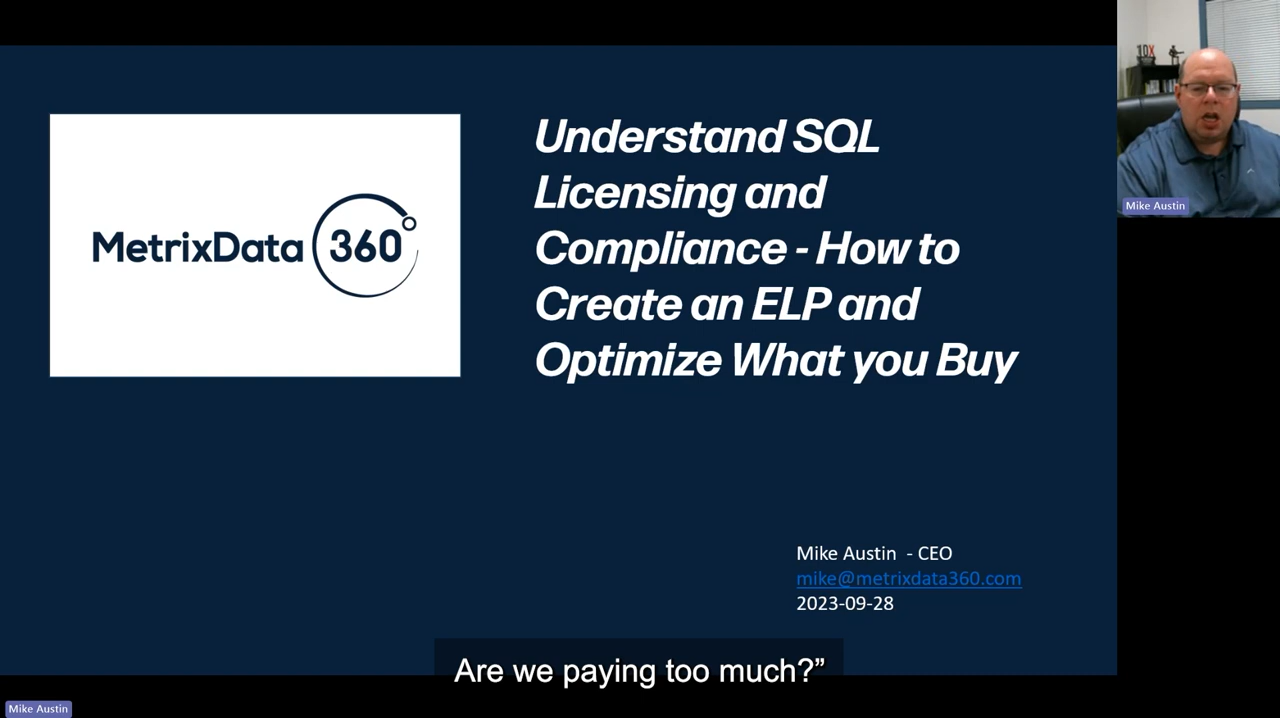 MetrixData 360
Understand SQL
Licensing and
Compliance - How to
Create an ELP and
Optimize What you Buy
Mike Austin - CEO
mike@metrixdata360.com
2023-09-28
Are we paying too much?”
10X
Mike Austin
Mike Austin